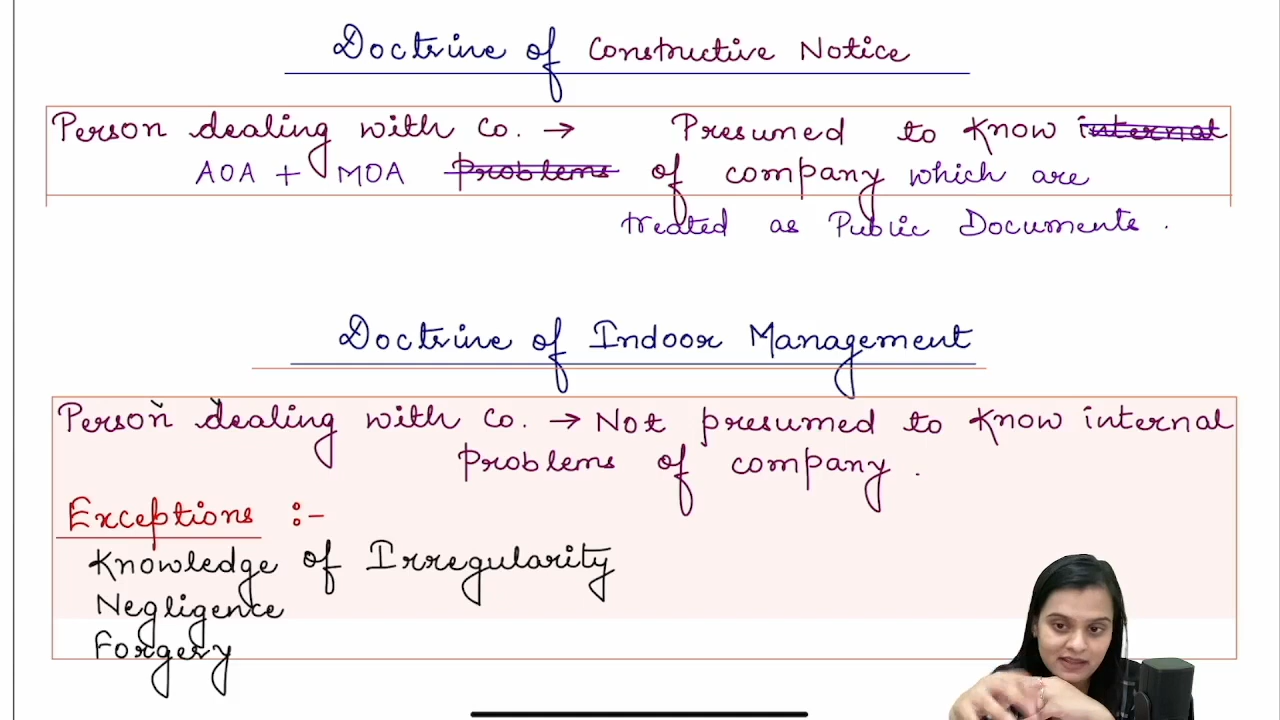 Doctrine of Constructive Notice
Person dealing with Co. → Presumed to know internal
AOA + MOA problems of company which are
treated as Public Documents.
Doctrine of Indoor Management
Person dealing with Co. → Not presumed to know internal
problems of company.
Exceptions :-
Knowledge of Irregularity
Negligence
Forgery